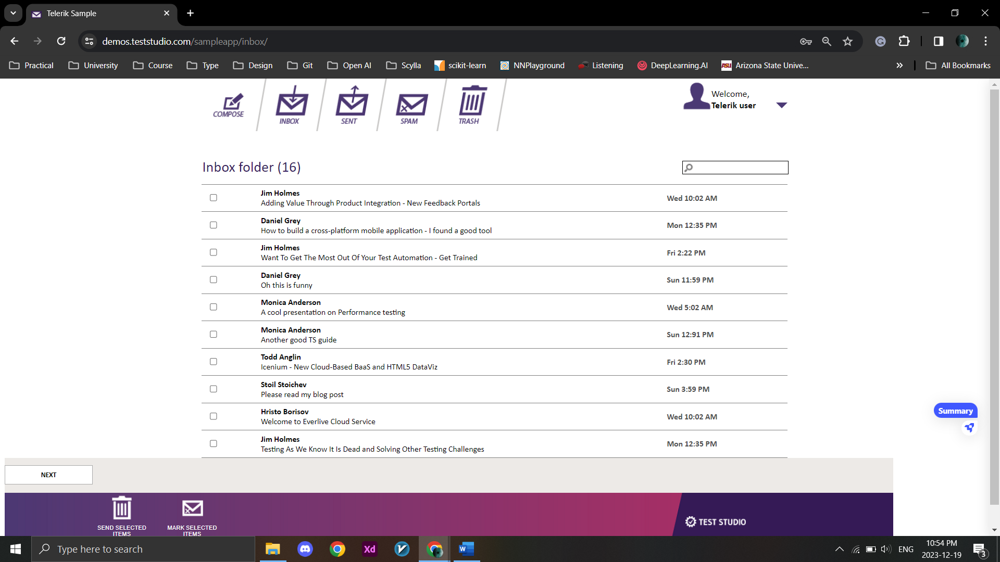 Telerik Sample
demos.teststudio.com/sampleapp/inbox/
Practical University Course Type Design Git Open AI Scylla scikit-learn NNPlayground Listening DeepLearning.AI ASU Arizona State Unive... » All Bookmarks
COMPOSE INBOX SENT SPAM TRASH
Welcome,
Telerik user
Inbox folder (16)
Jim Holmes
Adding Value Through Product Integration - New Feedback Portals
Wed 10:02 AM
Daniel Grey
How to build a cross-platform mobile application - I found a good tool
Mon 12:35 PM
Jim Holmes
Want To Get The Most Out Of Your Test Automation - Get Trained
Fri 2:22 PM
Daniel Grey
Oh this is funny
Sun 11:59 PM
Monica Anderson
A cool presentation on Performance testing
Wed 5:02 AM
Monica Anderson
Another good TS guide
Sun 12:91 PM
Todd Anglin
Icenium - New Cloud-Based BaaS and HTML5 DataViz
Fri 2:30 PM
Stoil Stoichev
Please read my blog post
Sun 3:59 PM
Hristo Borisov
Welcome to Everlive Cloud Service
Wed 10:02 AM
Jim Holmes
Testing As We Know It Is Dead and Solving Other Testing Challenges
Mon 12:35 PM
Summary
NEXT
SEND SELECTED
ITEMS
MARK SELECTED
ITEMS
TEST STUDIO
Type here to search
Xd
W
ENG
10:54 PM
2023-12-19
3